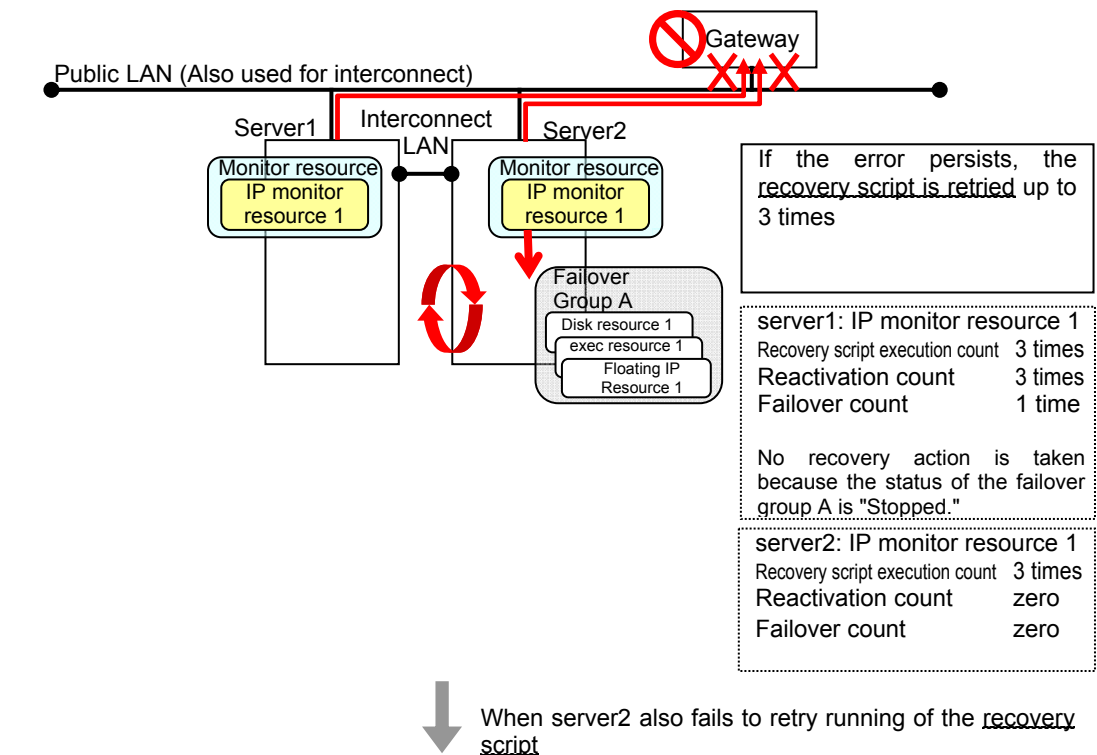 Gateway
Public LAN (Also used for interconnect)
Interconnect
LAN
Server1
Server2
Monitor resource
IP monitor
resource 1
Monitor resource
IP monitor
resource 1
Failover
Group A
Disk resource 1
exec resource 1
Floating IP
Resource 1
If the error persists, the
recovery script is retried up to
3 times
server1: IP monitor resource 1
Recovery script execution count 3 times
Reactivation count 3 times
Failover count 1 time
No recovery action is taken
because the status of the failover
group A is "Stopped."
server2: IP monitor resource 1
Recovery script execution count 3 times
Reactivation count zero
Failover count zero
When server2 also fails to retry running of the recovery
script